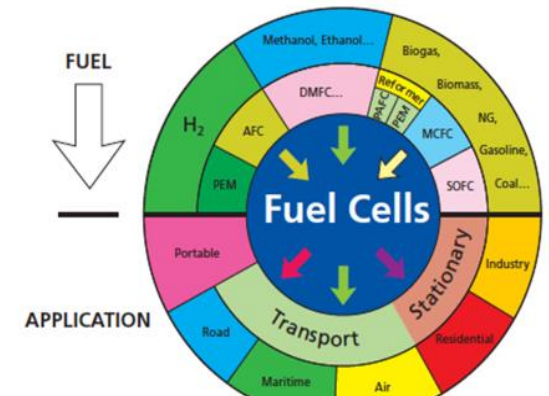 FUEL
Methanol, Ethanol...
Biogas,
Biomass,
NG,
Gasoline,
Coal...
H2
AFC
PEM
DMFC...
Reformer
PAFC
PEM
MCFC
SOFC
Fuel Cells
APPLICATION
Portable
Transport
Stationary
Road
Maritime
Air
Residential
Industry